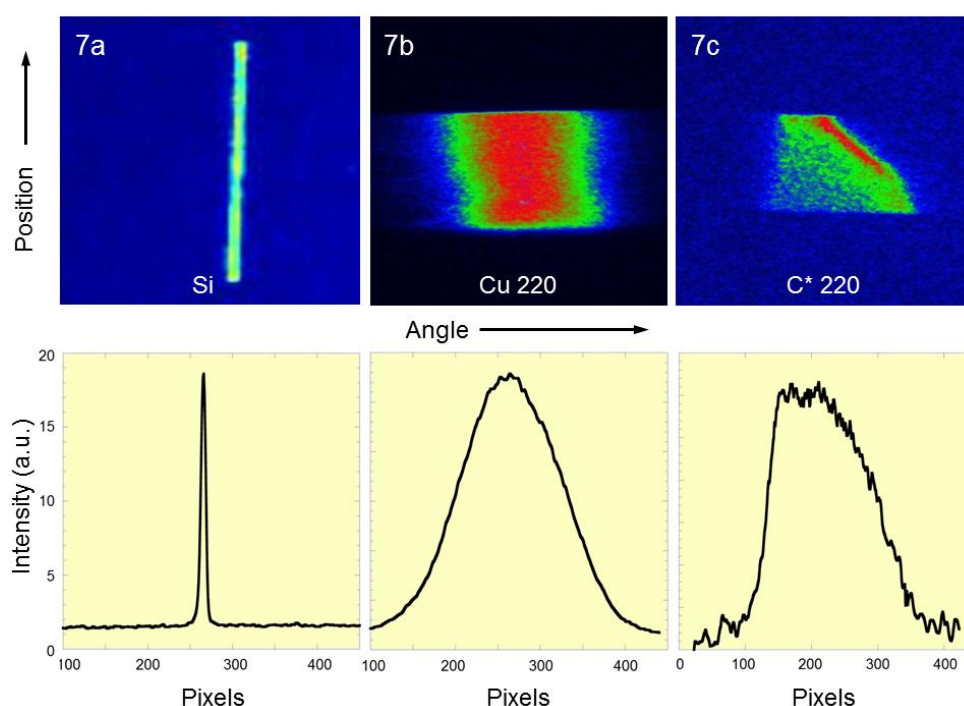 7a
7b
7c
Position
Si
Cu 220
C* 220
Angle
20
15
10
5
0
Intensity (a.u.)
100 200 300 400
100 200 300 400
0 100 200 300 400
Pixels
Pixels
Pixels